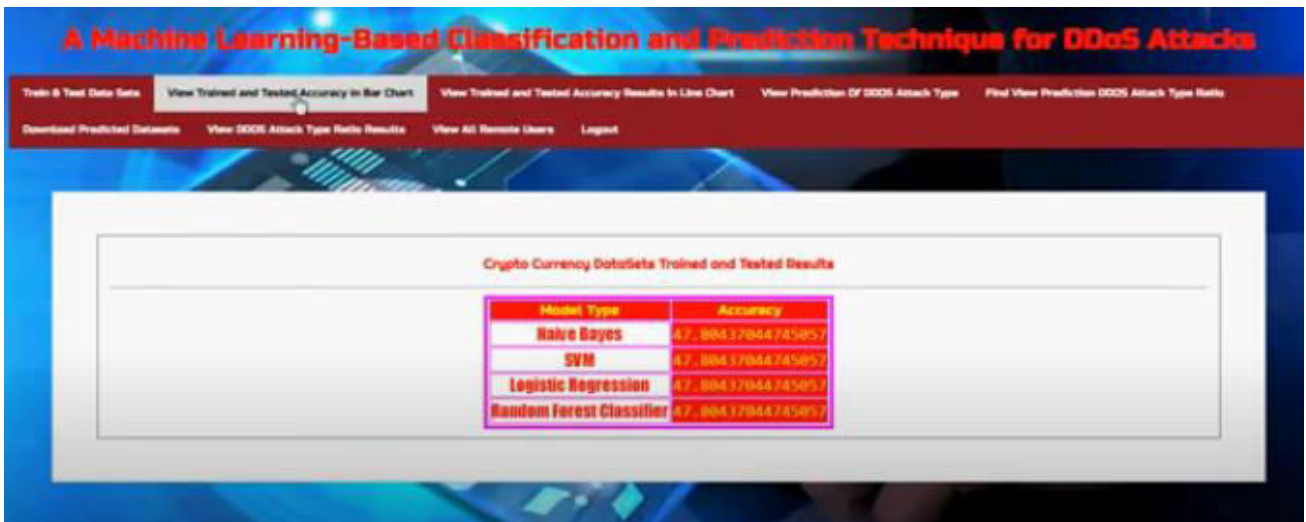 A Machine Learning-Based Classification and Prediction Technique for DDoS Attacks
Train & Test Data Sets View Trained and Tested Accuracy in Bar Chart View Trained and Tested Accuracy Results in Line Chart View Prediction Of DDOS Attack Type Find View Prediction DDOS Attack Type Ratio
Download Predicted Datasets View DDOS Attack Type Ratio Results View All Remote Users Logout
Crypto Currency DataSets Trained and Tested Results
Model Type Accuracy
Naive Bayes 47.80437044745057
SVM 47.80437044745057
Logistic Regression 47.80437044745057
Random Forest Classifier 47.80437044745057